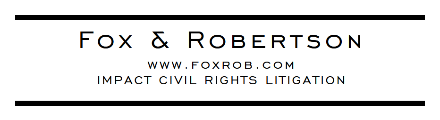 FOX & ROBERTSON
WWW.FOXROB.COM
IMPACT CIVIL RIGHTS LITIGATION